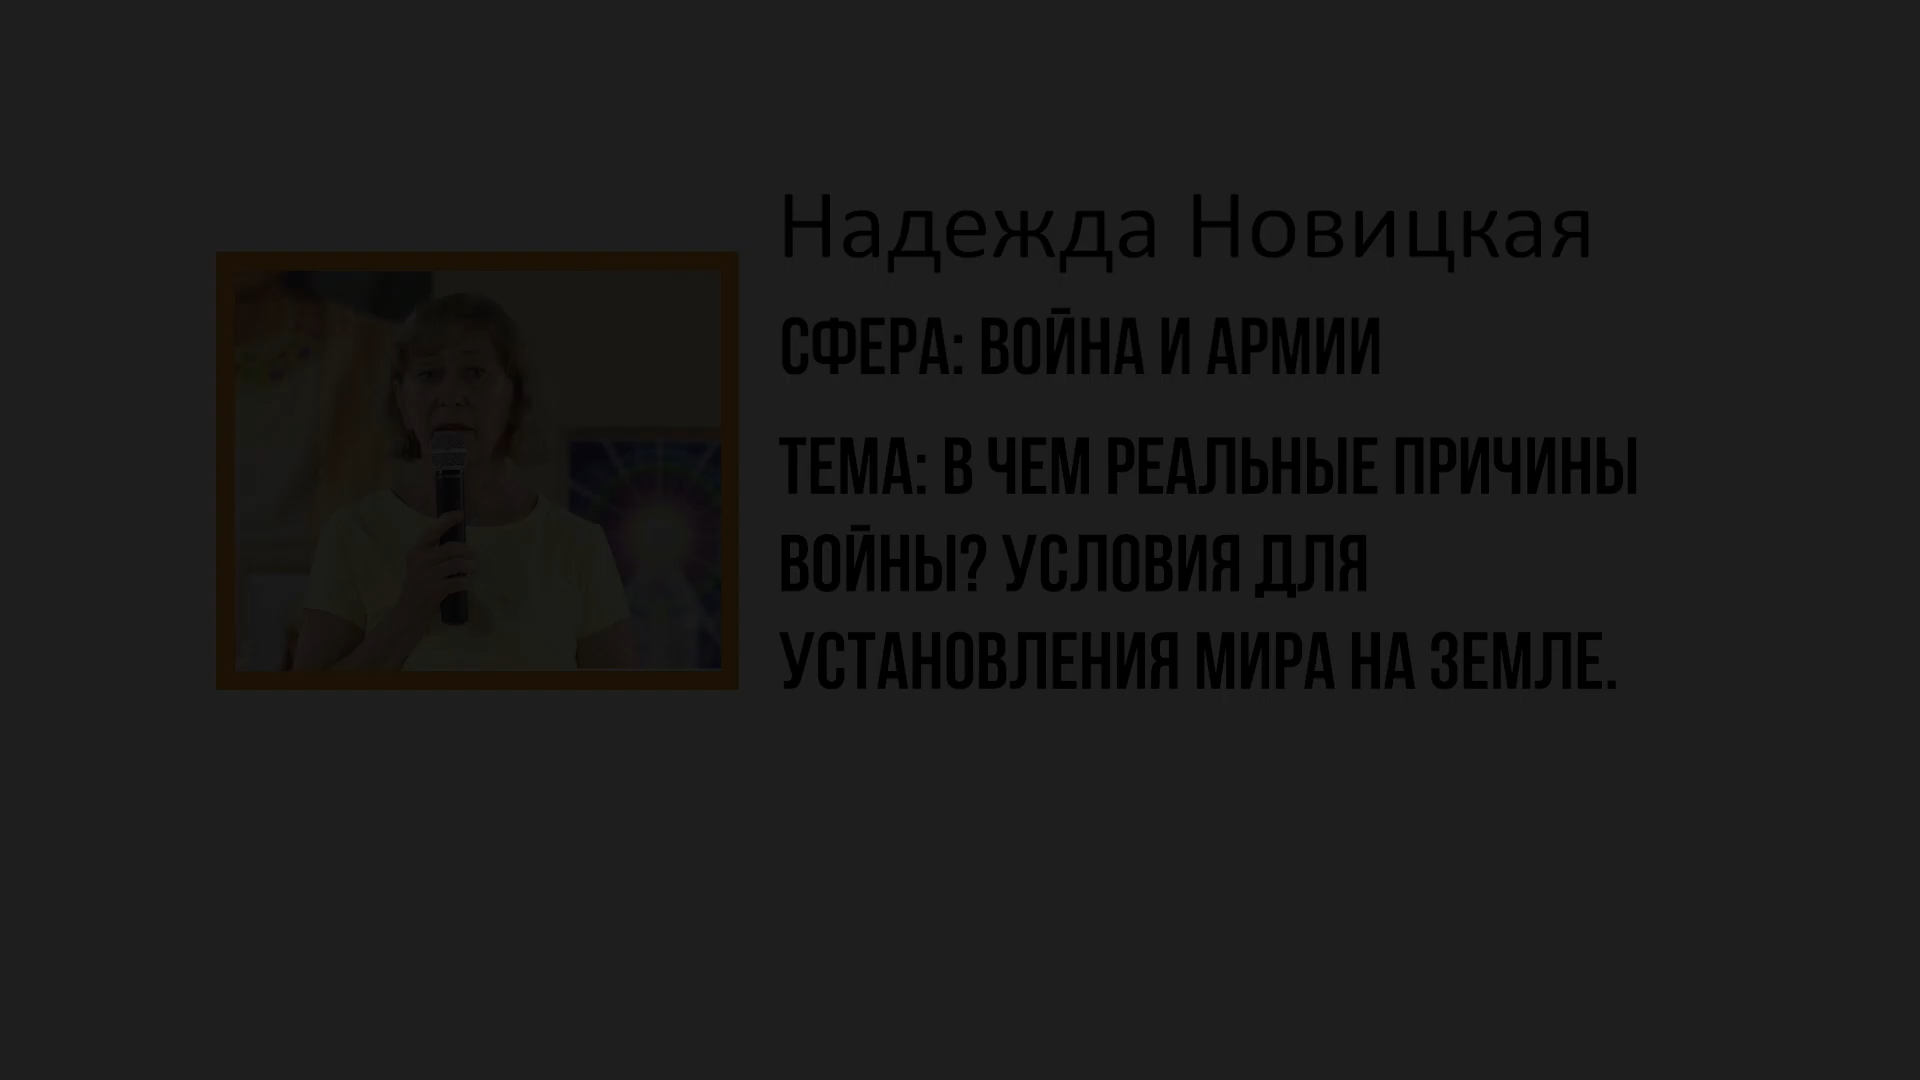 Надежда Новицкая
СФЕРА: ВОЙНА И АРМИИ
ТЕМА: В ЧЕМ РЕАЛЬНЫЕ ПРИЧИНЫ
ВОЙНЫ? УСЛОВИЯ ДЛЯ
УСТАНОВЛЕНИЯ МИРА НА ЗЕМЛЕ.